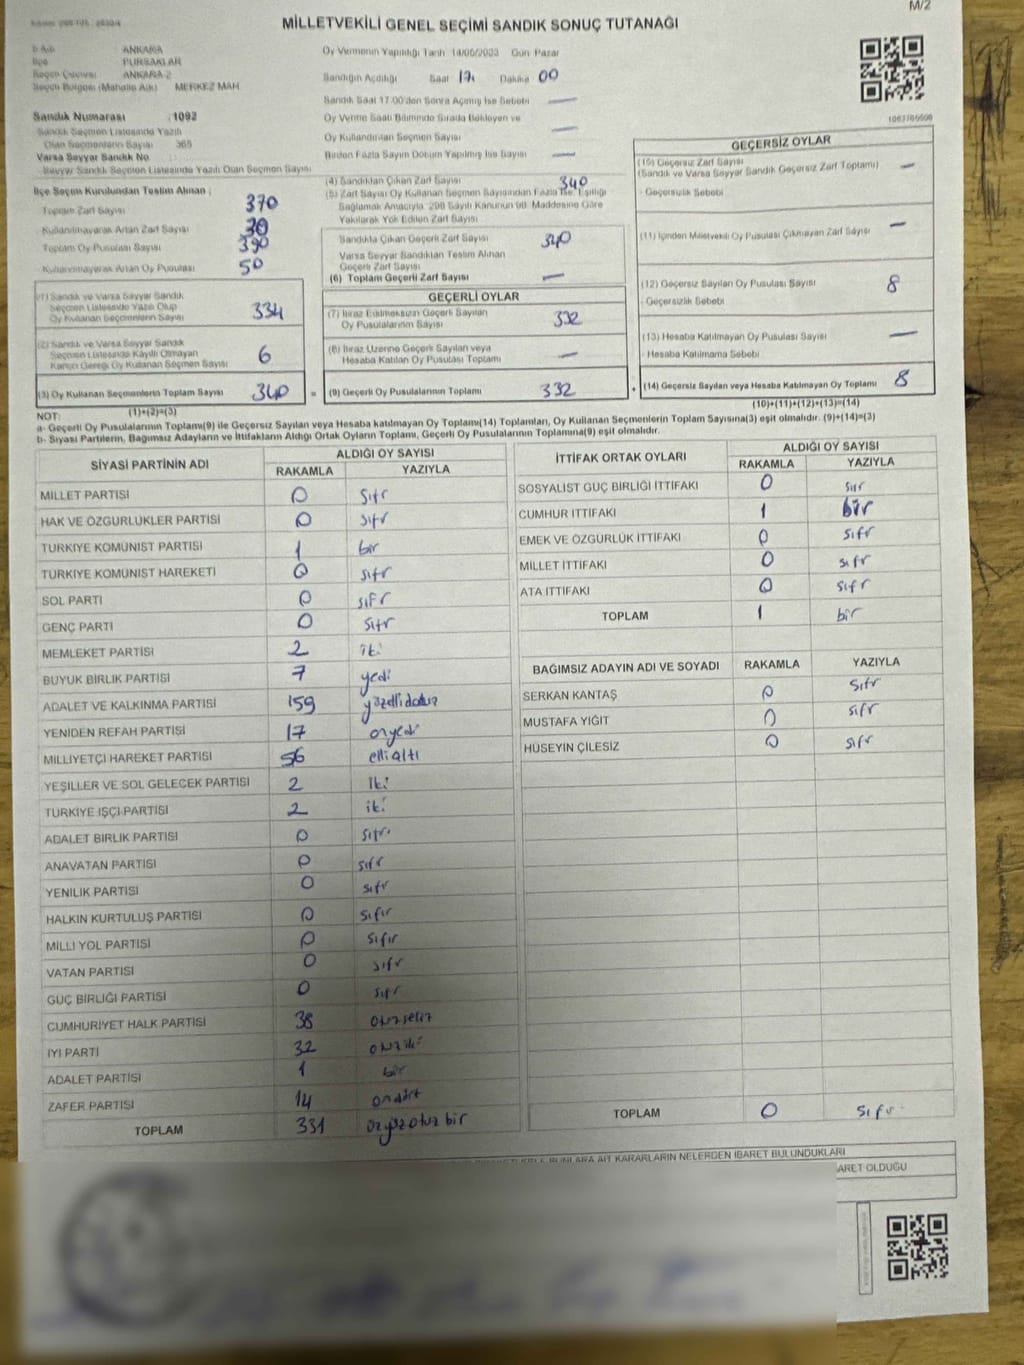 M/2
MİLLETVEKİLİ GENEL SEÇİMİ SANDIK SONUÇ TUTANAĞI
İl Adı ANKARA
İlçe PURSAKLAR
Seçim Çevresi ANKARA 2
Seçim Bölgesi (Mahalle Adı) MERKEZ MAH
Sandık Numarası : 1092
Sandık Seçmen Listesinde Yazılı
Olan Seçmenlerin Sayısı 365
Varsa Seyyar Sandık No
Seyyar Sandık Seçmen Listesinde Yazılı Olan Seçmen Sayısı
Oy Vermenin Yapıldığı Tarih 14/05/2023 Gün Pazar
Sandığın Açıldığı Saat 17. Dakika 00
Sandık Saat 17:00'den Sonra Açılmış İse Sebebi —
Oy Verme Saati Bitiminde Sırada Bekleyen ve
Oy Kullandırılan Seçmen Sayısı —
Birden Fazla Sayım Döküm Yapılmış İse Sayısı —
İlçe Seçim Kurulundan Teslim Alınan ;
Toplam Zarf Sayısı 370
Kullanılmayarak Artan Zarf Sayısı 30
Toplam Oy Pusulası Sayısı 390
Kullanılmayarak Artan Oy Pusulası 50
(4) Sandıktan Çıkan Zarf Sayısı 340
(5) Zarf Sayısı Oy Kullanan Seçmen Sayısından Fazla ise, Eşitliği
Sağlamak Amacıyla, 298 Sayılı Kanunun 98. Maddesine Göre
Yakılarak Yok Edilen Zarf Sayısı
Sandıkta Çıkan Geçerli Zarf Sayısı 340
Varsa Seyyar Sandıktan Teslim Alınan
Geçerli Zarf Sayısı
(6) Toplam Geçerli Zarf Sayısı —
(1) Sandık ve Varsa Seyyar Sandık
Seçmen Listesinde Yazılı Olup
Oy Kullanan Seçmenlerin Sayısı 334
(2) Sandık ve Varsa Seyyar Sandık
Seçmen Listesinde Kayıtlı Olmayan
Kanun Gereği Oy Kullanan Seçmen Sayısı 6
(3) Oy Kullanan Seçmenlerin Toplam Sayısı 340 =
(1)+(2)=(3)
GEÇERLİ OYLAR
(7) İtiraz Edilmeksizin Geçerli Sayılan
Oy Pusulalarının Sayısı 332
(8) İtiraz Üzerine Geçerli Sayılan veya
Hesaba Katılan Oy Pusulası Toplamı —
(9) Geçerli Oy Pusulalarının Toplamı 332 +
1063705606
GEÇERSİZ OYLAR
(10) Geçersiz Zarf Sayısı
(Sandık ve Varsa Seyyar Sandık Geçersiz Zarf Toplamı) —
- Geçersizlik Sebebi
(11) İçinden Milletvekili Oy Pusulası Çıkmayan Zarf Sayısı —
(12) Geçersiz Sayılan Oy Pusulası Sayısı 8
- Geçersizlik Sebebi
(13) Hesaba Katılmayan Oy Pusulası Sayısı —
- Hesaba Katılmama Sebebi
(14) Geçersiz Sayılan veya Hesaba Katılmayan Oy Toplamı 8
(10)+(11)+(12)+(13)=(14)
NOT:
a- Geçerli Oy Pusulalarının Toplamı(9) ile Geçersiz Sayılan veya Hesaba katılmayan Oy Toplamı(14) Toplamları, Oy Kullanan Seçmenlerin Toplam Sayısına(3) eşit olmalıdır. (9)+(14)=(3)
b- Siyasi Partilerin, Bağımsız Adayların ve İttifakların Aldığı Ortak Oyların Toplamı, Geçerli Oy Pusulalarının Toplamına(9) eşit olmalıdır.
SİYASİ PARTİNİN ADI ALDIĞI OY SAYISI
RAKAMLA YAZIYLA
MİLLET PARTİSİ 0 sıfr
HAK VE ÖZGÜRLÜKLER PARTİSİ 0 sıfr
TÜRKİYE KOMÜNİST PARTİSİ 1 bir
TÜRKİYE KOMÜNİST HAREKETİ 0 sıfr
SOL PARTİ 0 sıfr
GENÇ PARTİ 0 sıfr
MEMLEKET PARTİSİ 2 iki
BÜYÜK BİRLİK PARTİSİ 7 yedi
ADALET VE KALKINMA PARTİSİ 159 yüzellidokuz
YENİDEN REFAH PARTİSİ 17 onyedi
MİLLİYETÇİ HAREKET PARTİSİ 56 elli altı
YEŞİLLER VE SOL GELECEK PARTİSİ 2 iki
TÜRKİYE İŞÇİ PARTİSİ 2 iki
ADALET BİRLİK PARTİSİ 0 sıfr
ANAVATAN PARTİSİ 0 sıfr
YENİLİK PARTİSİ 0 sıfr
HALKIN KURTULUŞ PARTİSİ 0 sıfır
MİLLİ YOL PARTİSİ 0 sıfır
VATAN PARTİSİ 0 sıfr
GÜÇ BİRLİĞİ PARTİSİ 0 sıfr
CUMHURİYET HALK PARTİSİ 38 otuzsekiz
İYİ PARTİ 32 otuziki
ADALET PARTİSİ 1 bir
ZAFER PARTİSİ 14 ondört
TOPLAM 331 üçyüzotuz bir
İTTİFAK ORTAK OYLARI ALDIĞI OY SAYISI
RAKAMLA YAZIYLA
SOSYALİST GÜÇ BİRLİĞİ İTTİFAKI 0 sıfr
CUMHUR İTTİFAKI 1 bir
EMEK VE ÖZGÜRLÜK İTTİFAKI 0 sıfr
MİLLET İTTİFAKI 0 sıfr
ATA İTTİFAKI 0 sıfr
TOPLAM 1 bir
BAĞIMSIZ ADAYIN ADI VE SOYADI RAKAMLA YAZIYLA
SERKAN KANTAŞ 0 sıfr
MUSTAFA YİĞİT 0 sıfr
HÜSEYİN ÇİLESİZ 0 sıfr
TOPLAM 0 sıfr
AİT KARARLARIN NELERDEN İBARET BULUNDUKLARI
ARET OLDUĞU